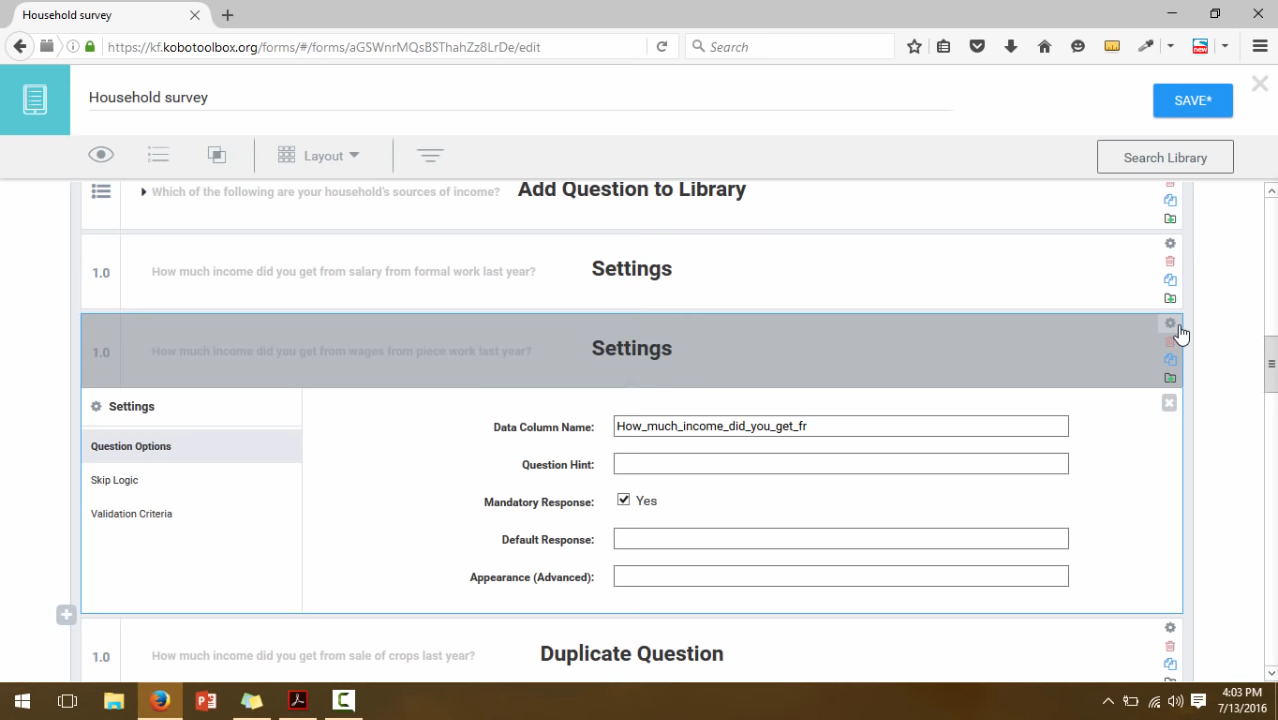 Household survey
https://kf.kobotoolbox.org/forms/#/forms/aGSWnrMQsBSThahZz8LrDe/edit
Search
new
Household survey
SAVE*
Layout
Search Library
Which of the following are your household's sources of income?
Add Question to Library
1.0
How much income did you get from salary from formal work last year?
Settings
1.0
How much income did you get from wages from piece work last year?
Settings
Settings
Question Options
Skip Logic
Validation Criteria
Data Column Name:
How_much_income_did_you_get_fr
Question Hint:
Mandatory Response:
Yes
Default Response:
Appearance (Advanced):
1.0
How much income did you get from sale of crops last year?
Duplicate Question
4:03 PM
7/13/2016